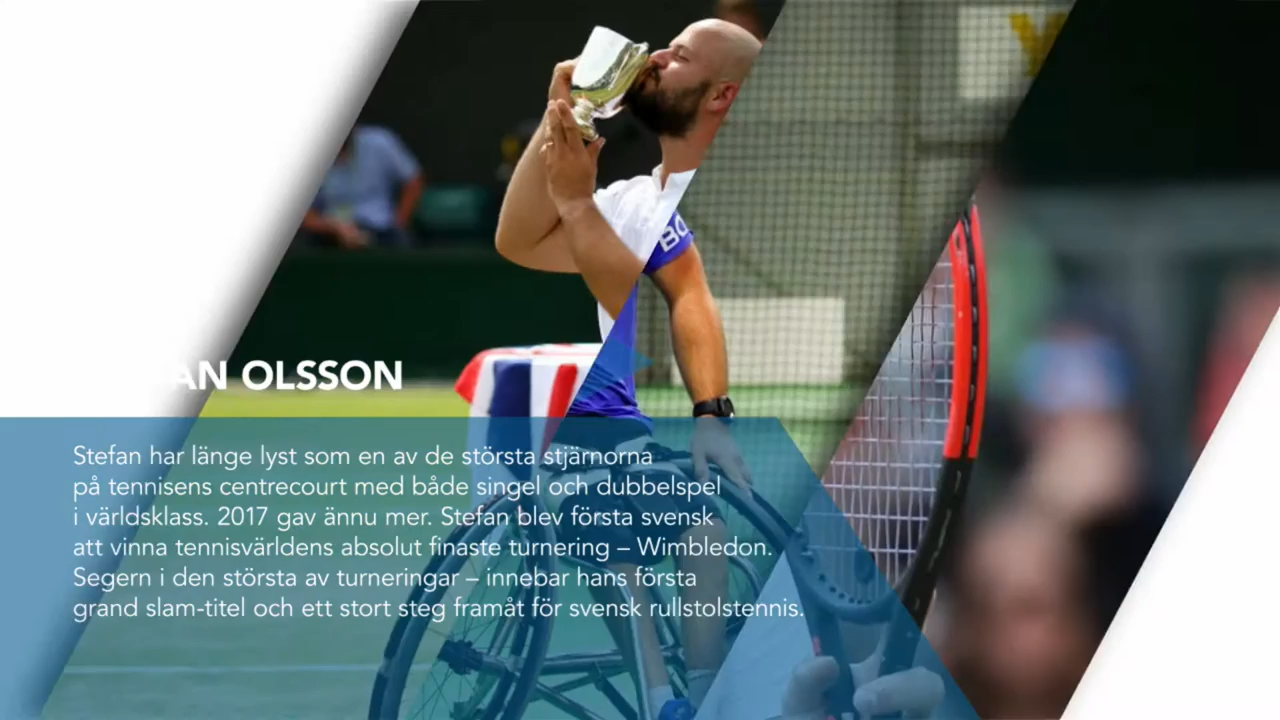 AN OLSSON
BO
Stefan har länge lyst som en av de största stjärnorna
på tennisens centrecourt med både singel och dubbelspel
i världsklass. 2017 gav ännu mer. Stefan blev första svensk
att vinna tennisvärldens absolut finaste turnering – Wimbledon.
Segern i den största av turneringar – innebar hans första
grand slam-titel och ett stort steg framåt för svensk rullstolstennis.